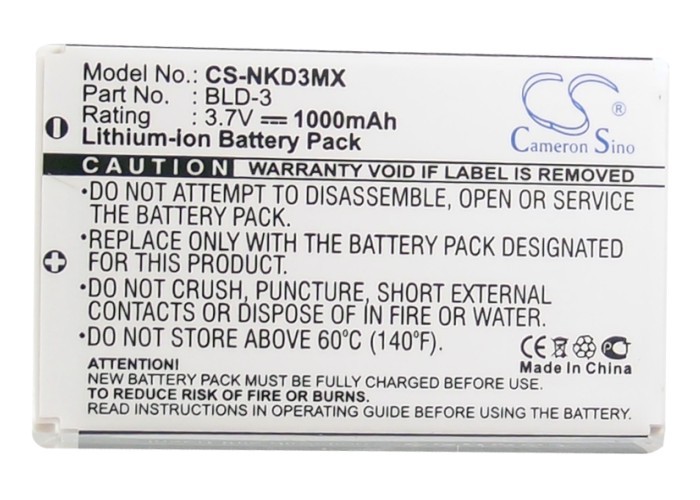 Model No.: CS-NKD3MX
Part No. : BLD-3
Rating : 3.7V 1000mAh
Lithium-ion Battery Pack
CS ®
Cameron Sino
CAUTION WARRANTY VOID IF LABEL IS REMOVED
•DO NOT ATTEMPT TO DISASSEMBLE, OPEN OR SERVICE
THE BATTERY PACK.
•REPLACE ONLY WITH THE BATTERY PACK DESIGNATED
FOR THIS PRODUCT.
•DO NOT CRUSH, PUNCTURE, SHORT EXTERNAL
CONTACTS OR DISPOSE OF IN FIRE OR WATER.
•DO NOT STORE ABOVE 60°C (140°F).
CE
Made In China
ATTENTION!
NEW BATTERY PACK MUST BE FULLY CHARGED BEFORE USE.
TO REDUCE RISK OF FIRE OR BURNS.
READ INSTRUCTIONS IN OPERATING GUIDE BEFORE USE BATTERY.